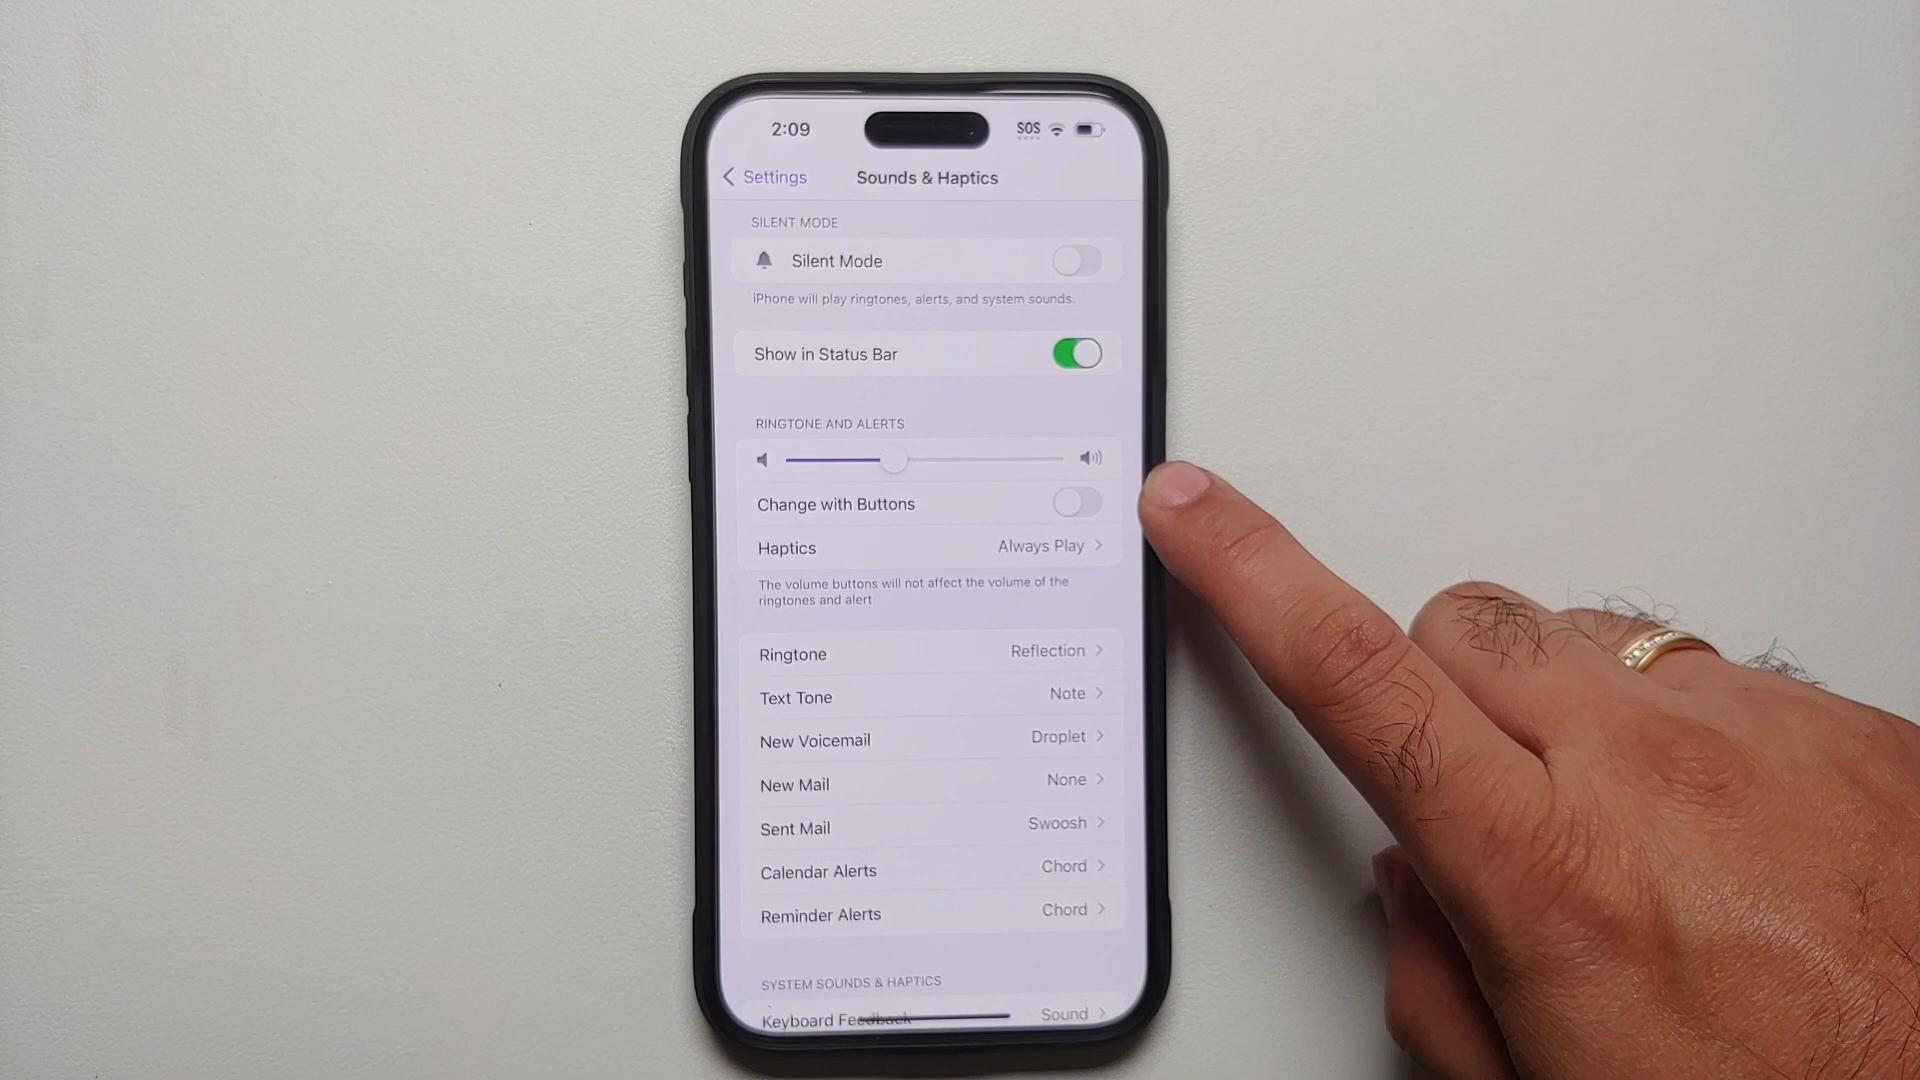 2:09
SOS
Settings
Sounds & Haptics
SILENT MODE
Silent Mode
iPhone will play ringtones, alerts, and system sounds.
Show in Status Bar
RINGTONE AND ALERTS
Change with Buttons
Haptics Always Play
The volume buttons will not affect the volume of the
ringtones and alert
Ringtone Reflection
Text Tone Note
New Voicemail Droplet
New Mail None
Sent Mail Swoosh
Calendar Alerts Chord
Reminder Alerts Chord
SYSTEM SOUNDS & HAPTICS
Keyboard Feedback Sound